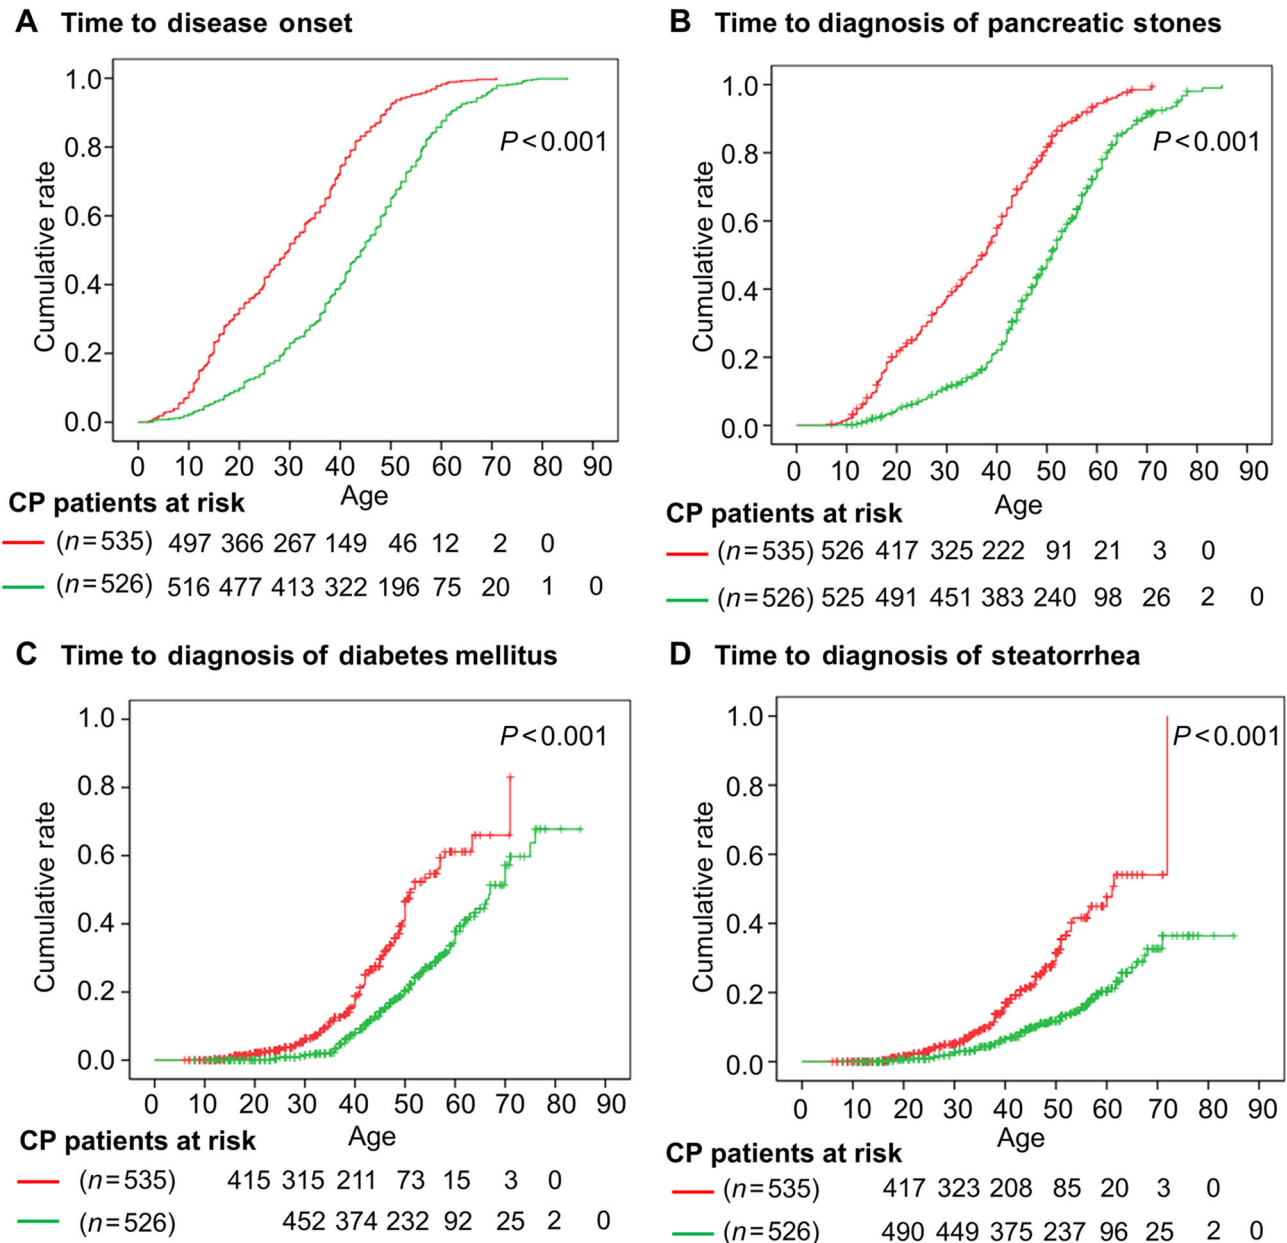 A Time to disease onset
1.0
0.8
0.6
0.4
0.2
0.0
Cumulative rate
P<0.001
0 10 20 30 40 50 60 70 80 90
Age
CP patients at risk
(n=535) 497 366 267 149 46 12 2 0
(n=526) 516 477 413 322 196 75 20 1 0
B Time to diagnosis of pancreatic stones
1.0
0.8
0.6
0.4
0.2
0.0
Cumulative rate
P<0.001
0 10 20 30 40 50 60 70 80 90
Age
CP patients at risk
(n=535) 526 417 325 222 91 21 3 0
(n=526) 525 491 451 383 240 98 26 2 0
C Time to diagnosis of diabetes mellitus
1.0
0.8
0.6
0.4
0.2
0.0
Cumulative rate
P<0.001
0 10 20 30 40 50 60 70 80 90
Age
CP patients at risk
(n=535) 415 315 211 73 15 3 0
(n=526) 452 374 232 92 25 2 0
D Time to diagnosis of steatorrhea
1.0
0.8
0.6
0.4
0.2
0.0
Cumulative rate
P<0.001
0 10 20 30 40 50 60 70 80 90
Age
CP patients at risk
(n=535) 417 323 208 85 20 3 0
(n=526) 490 449 375 237 96 25 2 0